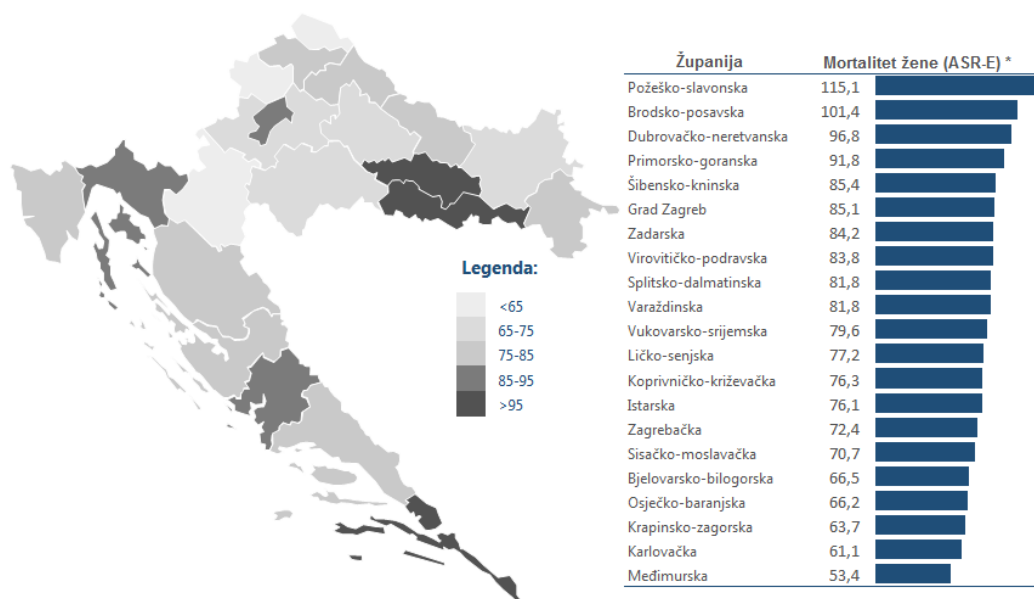 Legenda:
<65
65-75
75-85
85-95
>95
Županija Mortalitet žene (ASR-E) *
Požeško-slavonska 115,1
Brodsko-posavska 101,4
Dubrovačko-neretvanska 96,8
Primorsko-goranska 91,8
Šibensko-kninska 85,4
Grad Zagreb 85,1
Zadarska 84,2
Virovitičko-podravska 83,8
Splitsko-dalmatinska 81,8
Varaždinska 81,8
Vukovarsko-srijemska 79,6
Ličko-senjska 77,2
Koprivničko-križevačka 76,3
Istarska 76,1
Zagrebačka 72,4
Sisačko-moslavačka 70,7
Bjelovarsko-bilogorska 66,5
Osječko-baranjska 66,2
Krapinsko-zagorska 63,7
Karlovačka 61,1
Međimurska 53,4